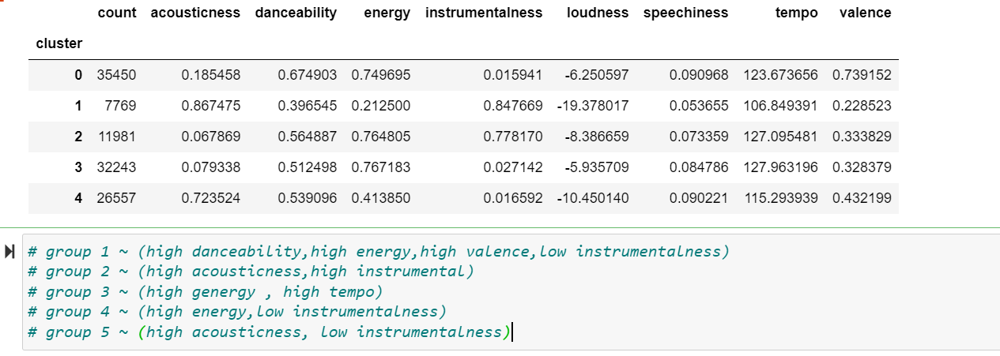 count acousticness danceability energy instrumentalness loudness speechiness tempo valence
cluster
0 35450 0.185458 0.674903 0.749695 0.015941 -6.250597 0.090968 123.673656 0.739152
1 7769 0.867475 0.396545 0.212500 0.847669 -19.378017 0.053655 106.849391 0.228523
2 11981 0.067869 0.564887 0.764805 0.778170 -8.386659 0.073359 127.095481 0.333829
3 32243 0.079338 0.512498 0.767183 0.027142 -5.935709 0.084786 127.963196 0.328379
4 26557 0.723524 0.539096 0.413850 0.016592 -10.450140 0.090221 115.293939 0.432199
# group 1 ~ (high danceability,high energy,high valence,low instrumentalness)
# group 2 ~ (high acousticness,high instrumental)
# group 3 ~ (high genergy , high tempo)
# group 4 ~ (high energy,low instrumentalness)
# group 5 ~ (high acousticness, low instrumentalness)